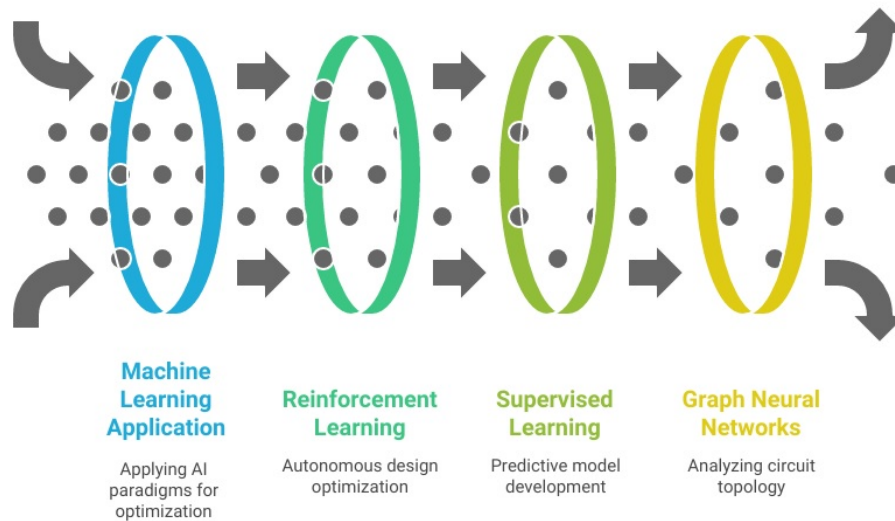 Machine
Learning
Application
Applying AI
paradigms for
optimization
Reinforcement
Learning
Autonomous design
optimization
Supervised
Learning
Predictive model
development
Graph Neural
Networks
Analyzing circuit
topology